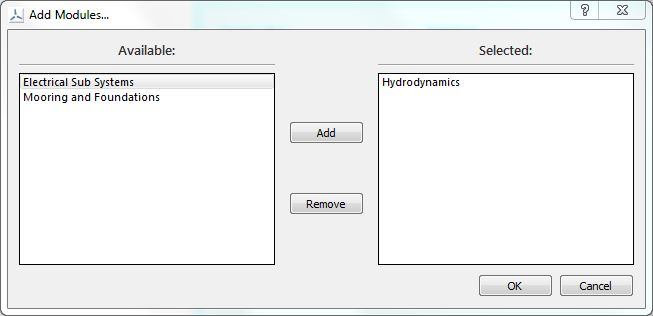 Add Modules...
Available:
Selected:
Electrical Sub Systems
Mooring and Foundations
Hydrodynamics
Add
Remove
OK
Cancel